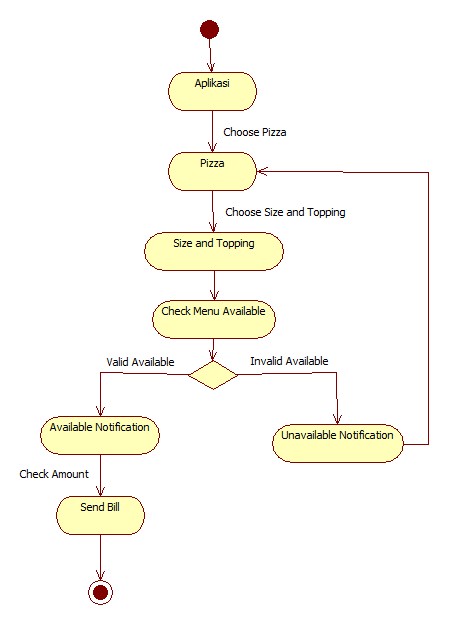 Aplikasi
Choose Pizza
Pizza
Choose Size and Topping
Size and Topping
Check Menu Available
Valid Available
Invalid Available
Available Notification
Unavailable Notification
Check Amount
Send Bill